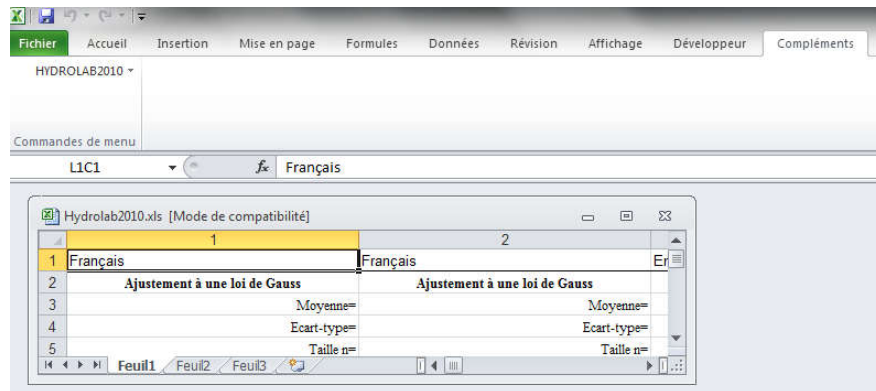 Fichier Accueil Insertion Mise en page Formules Données Révision Affichage Développeur Compléments
HYDROLAB2010
Commandes de menu
L1C1 fx Français
Hydrolab2010.xls [Mode de compatibilité]
1 2
1 Français Français Er
2 Ajustement à une loi de Gauss Ajustement à une loi de Gauss
3 Moyenne= Moyenne=
4 Ecart-type= Ecart-type=
5 Taille n= Taille n=
Feuil1 Feuil2 Feuil3